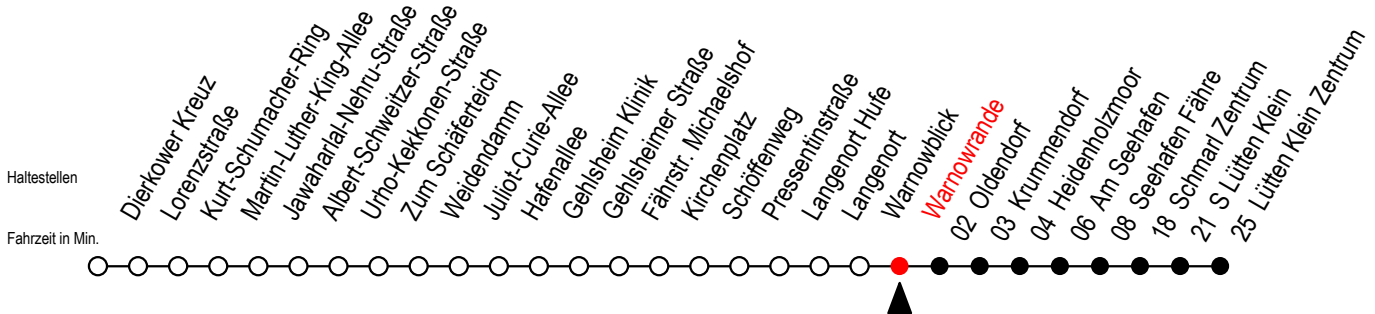 Haltestellen
Fahrzeit in Min.
Dierkower Kreuz
Lorenzstraße
Kurt-Schumacher-Ring
Martin-Luther-King-Allee
Jawaharlal-Nehru-Straße
Albert-Schweitzer-Straße
Urho-Kekkonen-Straße
Zum Schäferteich
Weidendamm
Juliot-Curie-Allee
Hafenallee
Gehlsheim Klinik
Gehlsheimer Straße
Fährstr. Michaelshof
Kirchenplatz
Schöffenweg
Pressentinstraße
Langenort Hufe
Langenort
Warnowblick
Warnowrande
02 Oldendorf
03 Krummendorf
04 Heidenholzmoor
06 Am Seehafen
08 Seehafen Fähre
18 Schmarl Zentrum
21 S Lütten Klein
25 Lütten Klein Zentrum